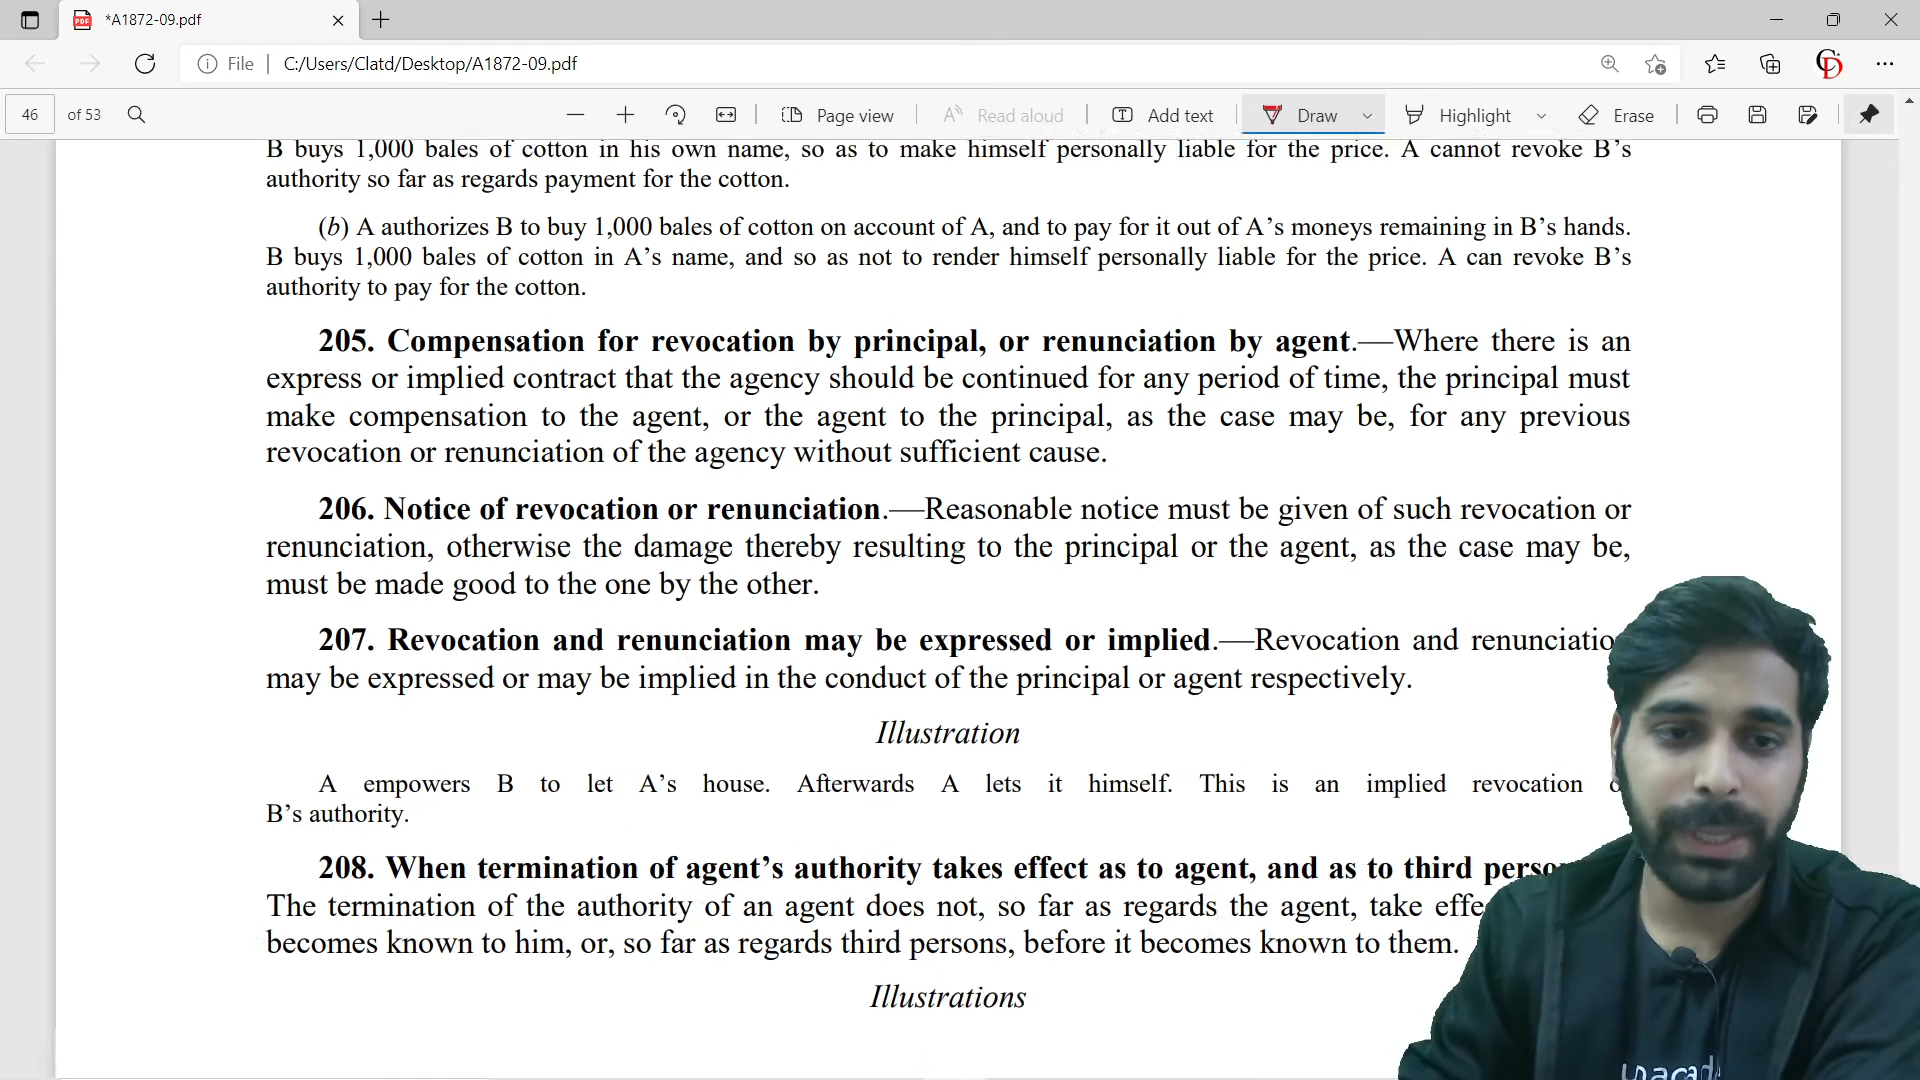 *A1872-09.pdf
File
C:/Users/Clatd/Desktop/A1872-09.pdf
46 of 53
Page view
Read aloud
Add text
Draw
Highlight
Erase
B buys 1,000 bales of cotton in his own name, so as to make himself personally liable for the price. A cannot revoke B’s
authority so far as regards payment for the cotton.
(b) A authorizes B to buy 1,000 bales of cotton on account of A, and to pay for it out of A’s moneys remaining in B’s hands.
B buys 1,000 bales of cotton in A’s name, and so as not to render himself personally liable for the price. A can revoke B’s
authority to pay for the cotton.
205. Compensation for revocation by principal, or renunciation by agent.—Where there is an
express or implied contract that the agency should be continued for any period of time, the principal must
make compensation to the agent, or the agent to the principal, as the case may be, for any previous
revocation or renunciation of the agency without sufficient cause.
206. Notice of revocation or renunciation.—Reasonable notice must be given of such revocation or
renunciation, otherwise the damage thereby resulting to the principal or the agent, as the case may be,
must be made good to the one by the other.
207. Revocation and renunciation may be expressed or implied.—Revocation and renunciatio
may be expressed or may be implied in the conduct of the principal or agent respectively.
Illustration
A empowers B to let A’s house. Afterwards A lets it himself. This is an implied revocation
B’s authority.
208. When termination of agent’s authority takes effect as to agent, and as to third perso
The termination of the authority of an agent does not, so far as regards the agent, take effe
becomes known to him, or, so far as regards third persons, before it becomes known to them.
Illustrations